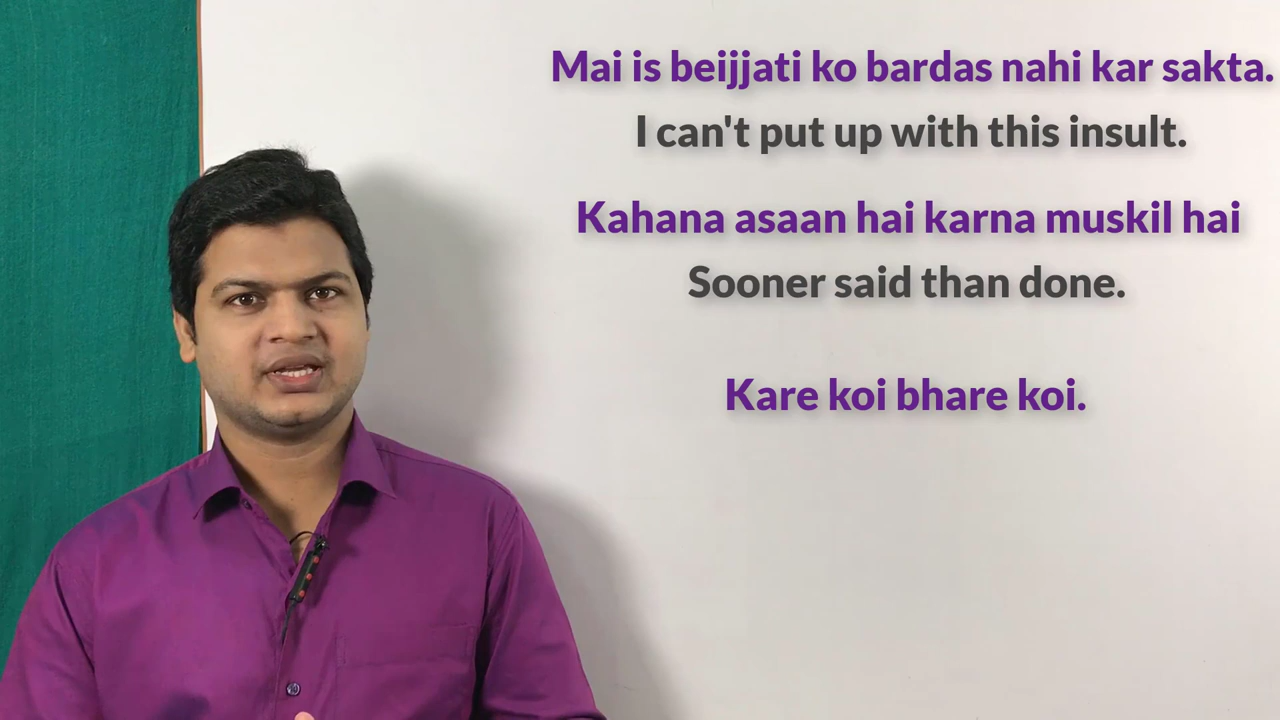 Mai is beijjati ko bardas nahi kar sakta.
I can't put up with this insult.
Kahana asaan hai karna muskil hai
Sooner said than done.
Kare koi bhare koi.